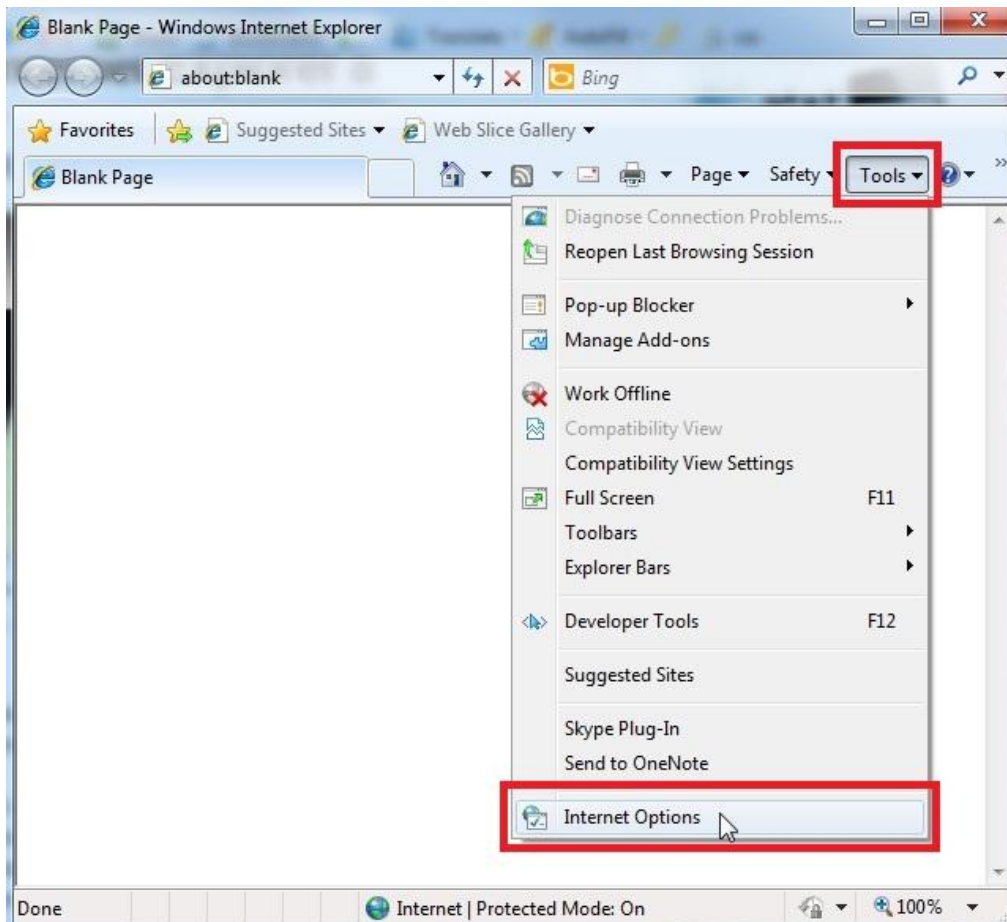 Blank Page - Windows Internet Explorer
about:blank
Bing
Favorites Suggested Sites Web Slice Gallery
Blank Page Page Safety Tools
Diagnose Connection Problems...
Reopen Last Browsing Session
Pop-up Blocker
Manage Add-ons
Work Offline
Compatibility View
Compatibility View Settings
Full Screen F11
Toolbars
Explorer Bars
Developer Tools F12
Suggested Sites
Skype Plug-In
Send to OneNote
Internet Options
Done Internet | Protected Mode: On 100%